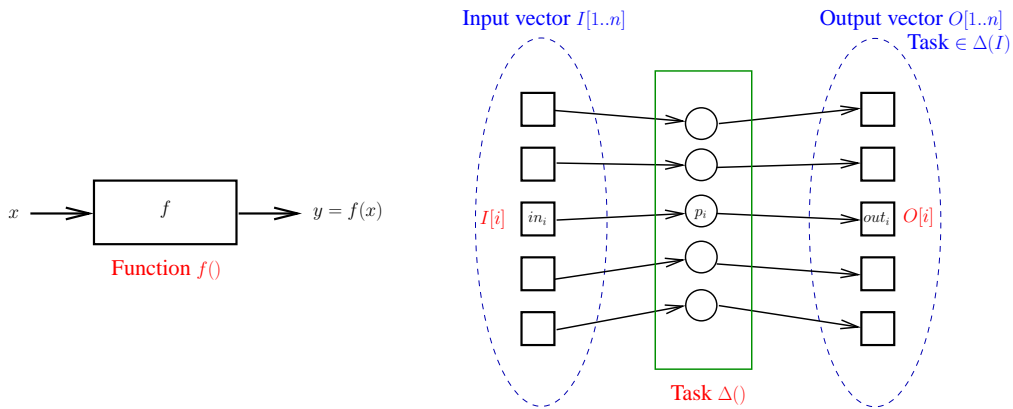 Input vector I[1..n]
Output vector O[1..n]
Task ∈ Δ(I)
x
f
y = f(x)
Function f()
I[i]
in_i
p_i
out_i
O[i]
Task Δ()